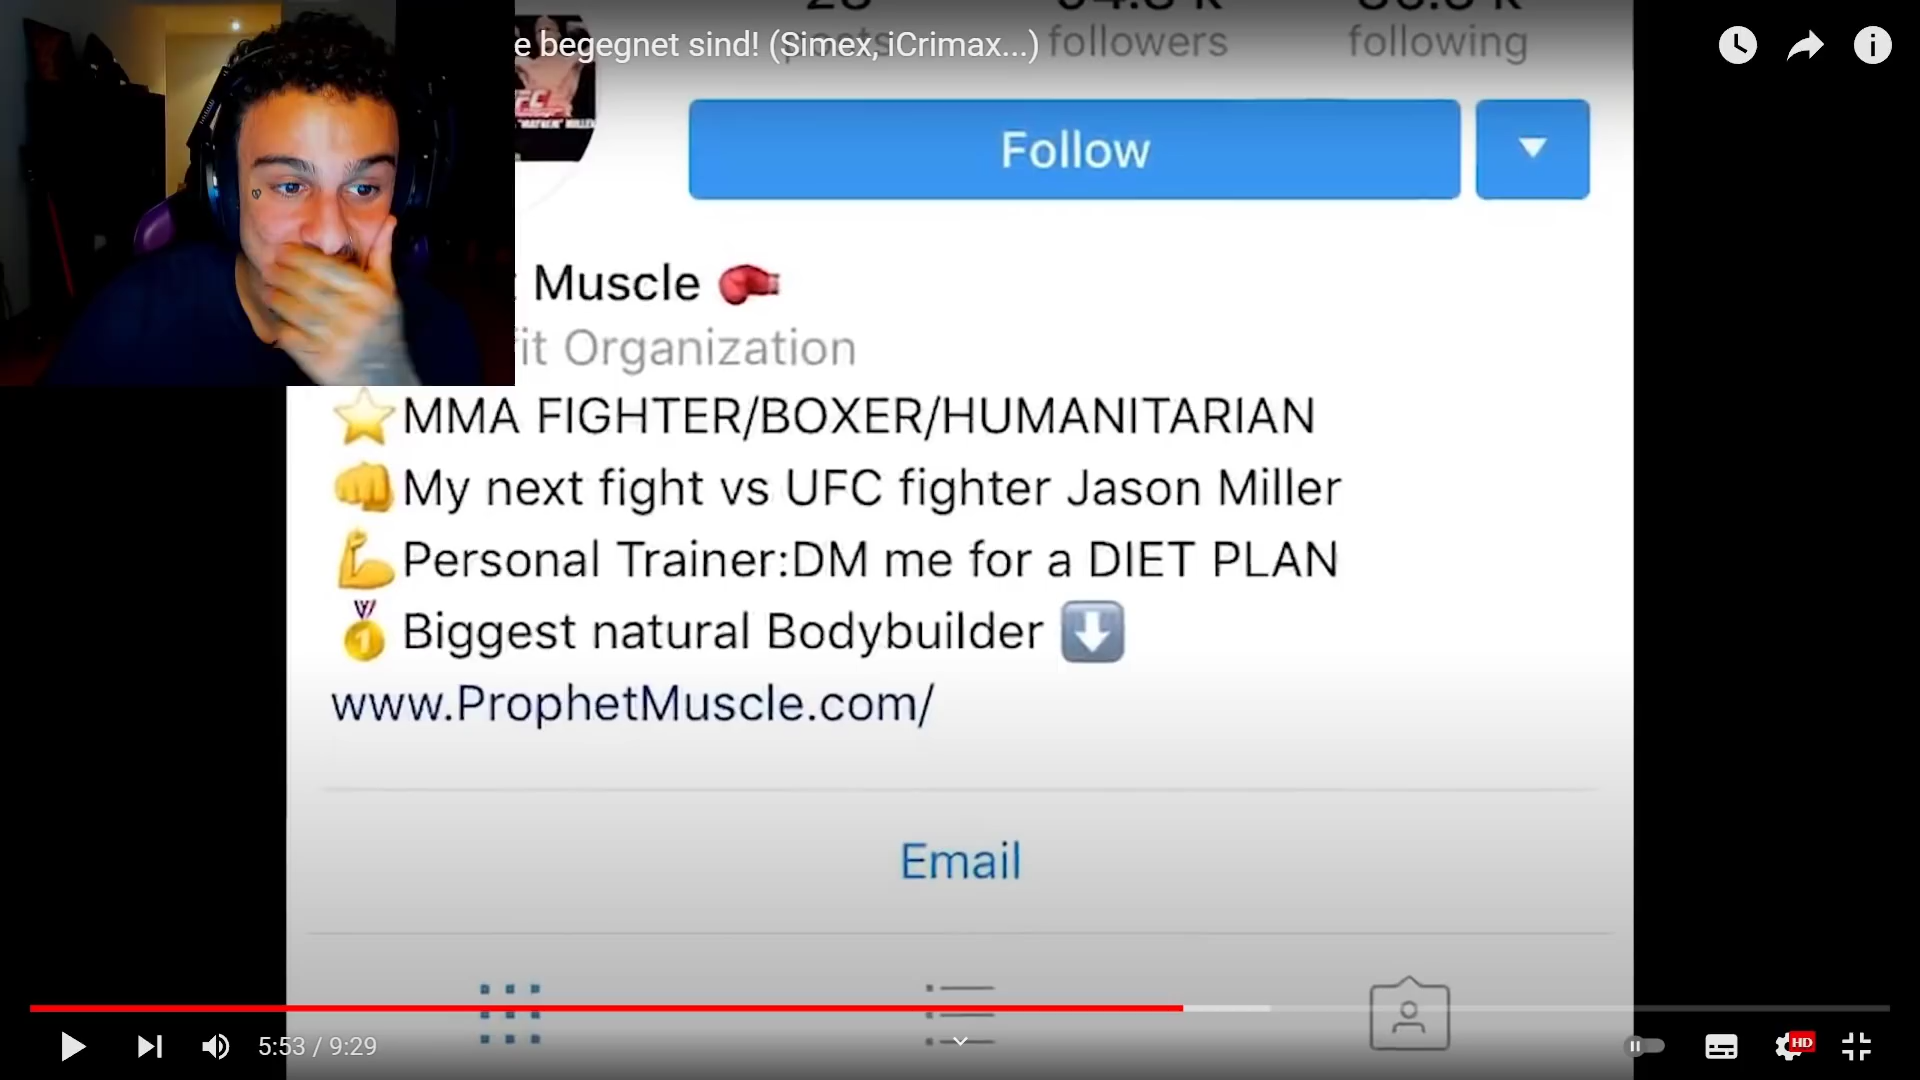 e begegnet sind! (Simex, iCrimax...)
posts followers following
Follow
Muscle
it Organization
MMA FIGHTER/BOXER/HUMANITARIAN
My next fight vs UFC fighter Jason Miller
Personal Trainer:DM me for a DIET PLAN
Biggest natural Bodybuilder
www.ProphetMuscle.com/
Email
5:53 / 9:29
HD